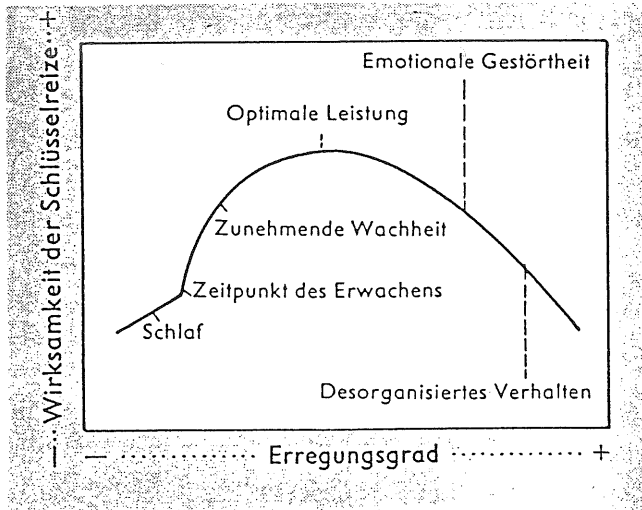 Emotionale Gestörtheit
Optimale Leistung
Zunehmende Wachheit
Zeitpunkt des Erwachens
Schlaf
Desorganisiertes Verhalten
—··Wirksamkeit der Schlüsselreize··+
— ·············· Erregungsgrad ·············· +